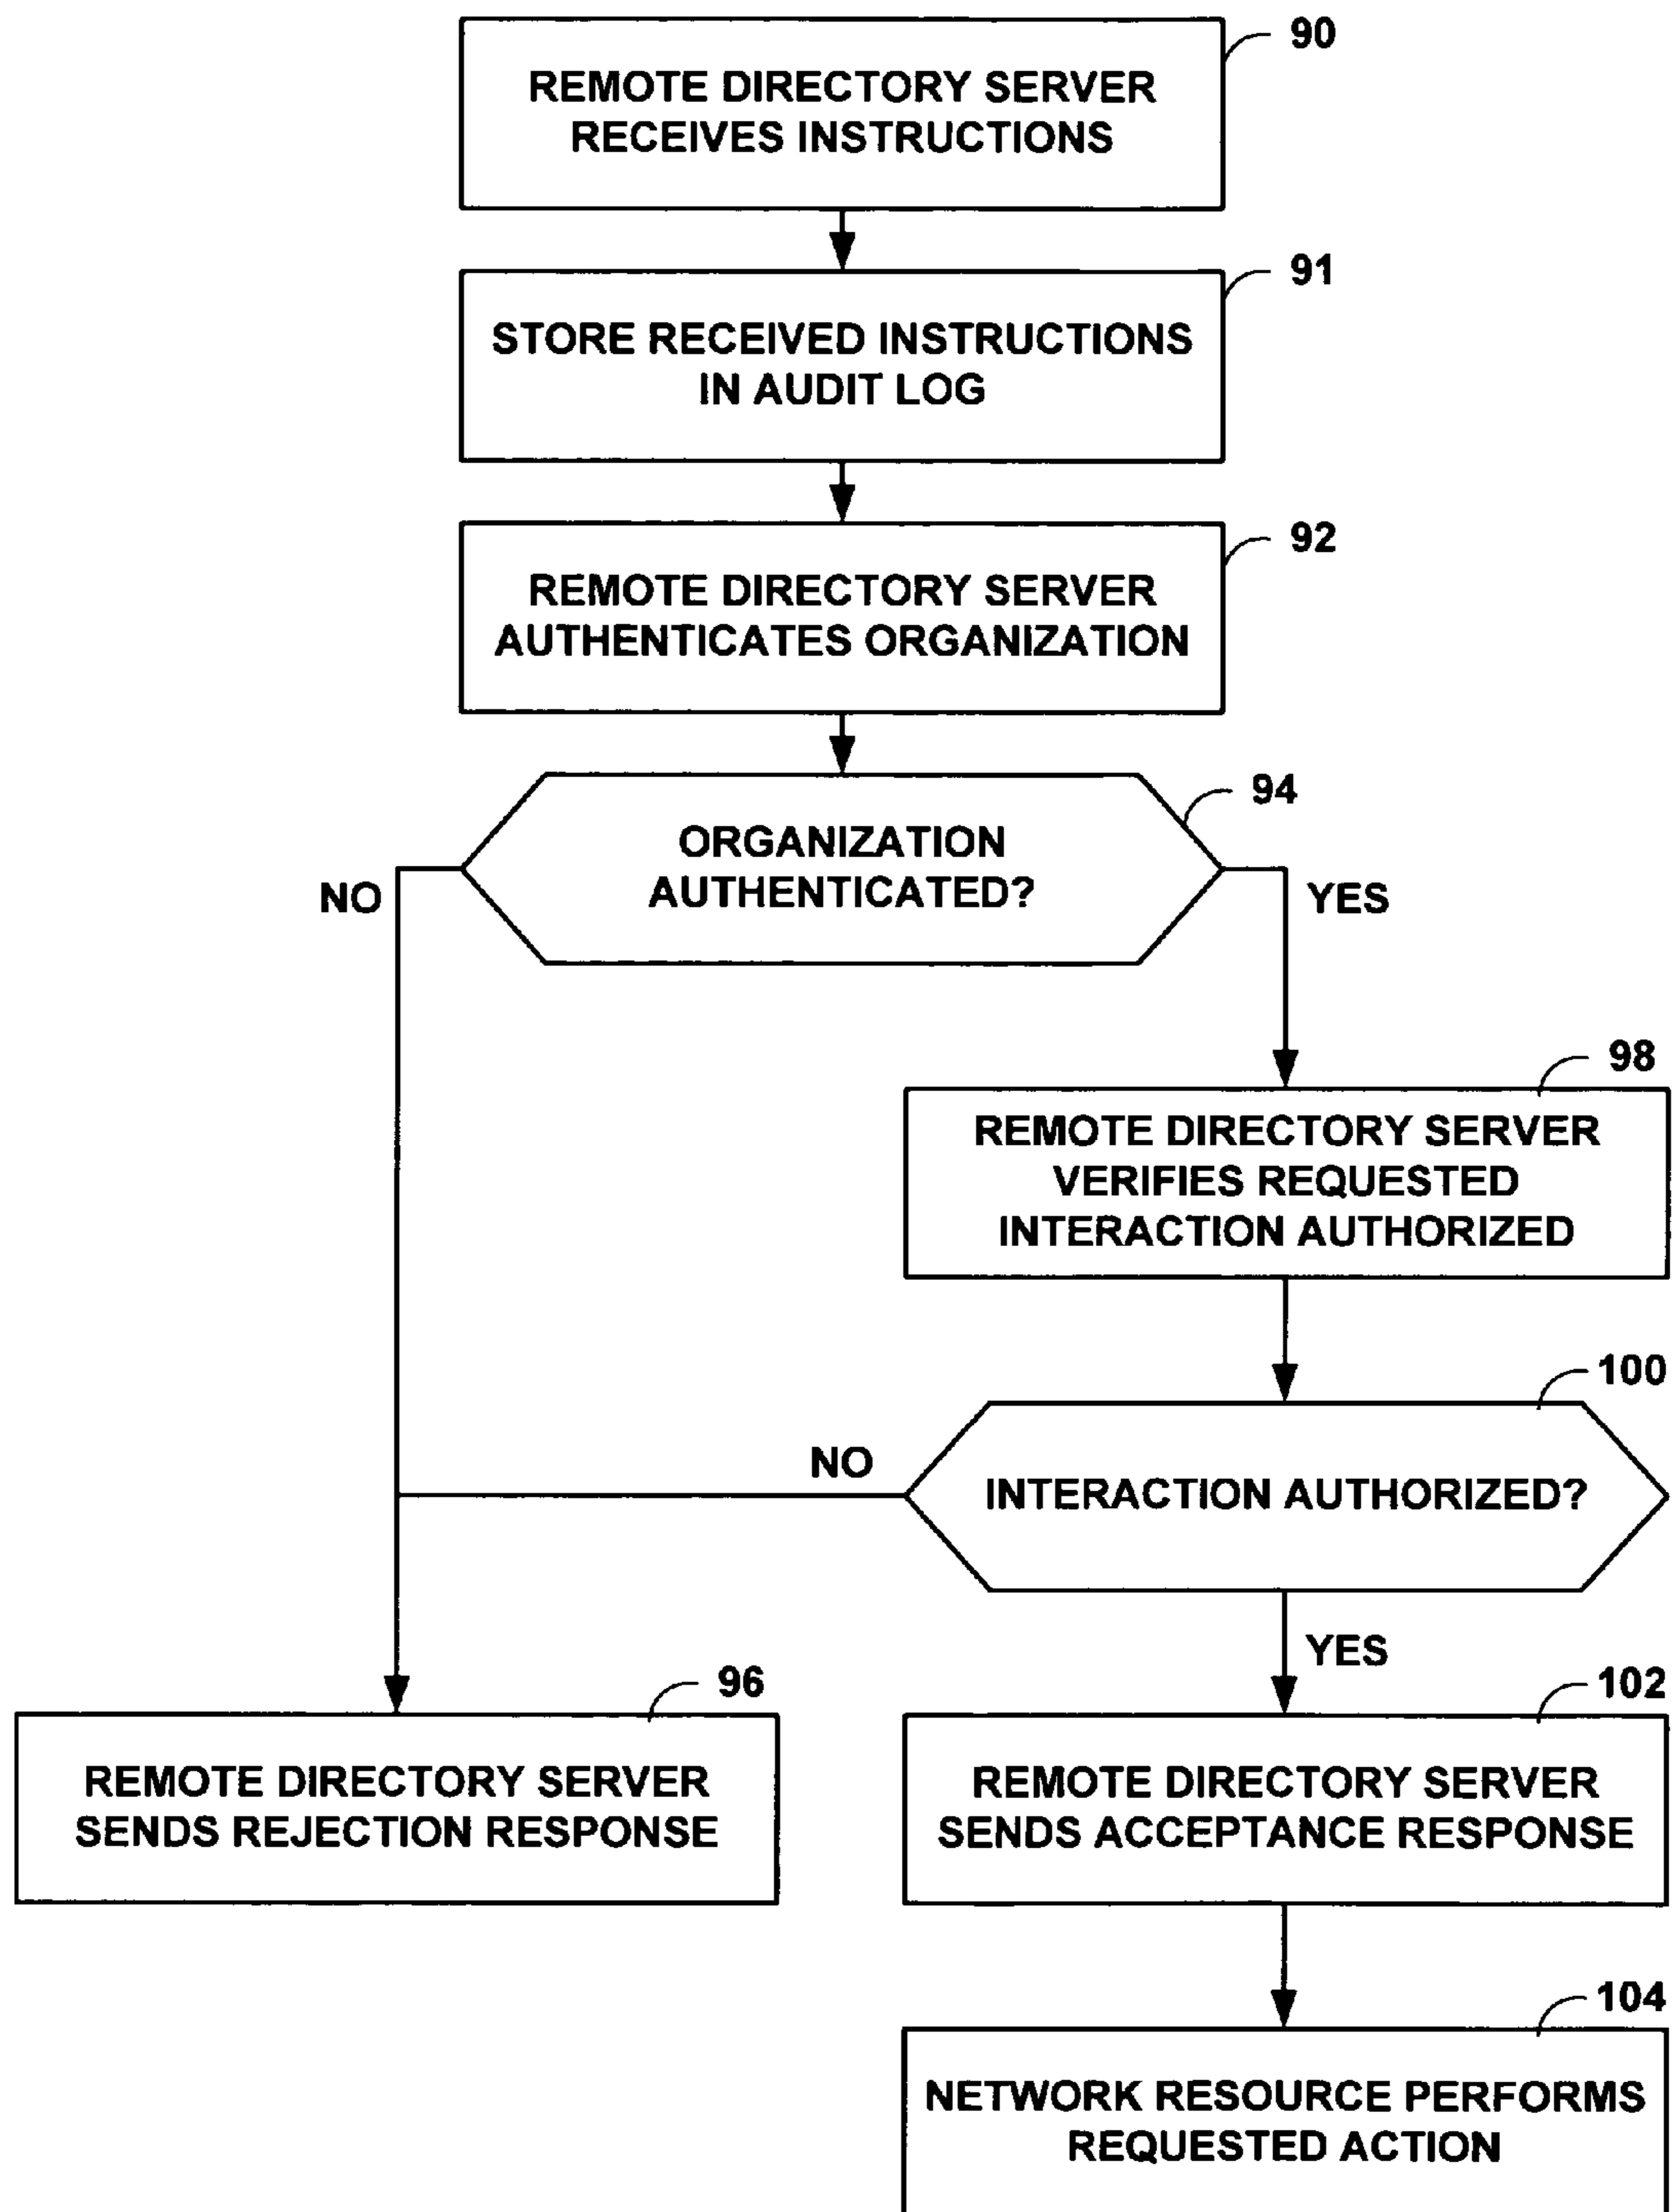 90
REMOTE DIRECTORY SERVER
RECEIVES INSTRUCTIONS
91
STORE RECEIVED INSTRUCTIONS
IN AUDIT LOG
92
REMOTE DIRECTORY SERVER
AUTHENTICATES ORGANIZATION
94
ORGANIZATION
AUTHENTICATED?
NO
YES
98
REMOTE DIRECTORY SERVER
VERIFIES REQUESTED
INTERACTION AUTHORIZED
100
NO
INTERACTION AUTHORIZED?
YES
96
REMOTE DIRECTORY SERVER
SENDS REJECTION RESPONSE
102
REMOTE DIRECTORY SERVER
SENDS ACCEPTANCE RESPONSE
104
NETWORK RESOURCE PERFORMS
REQUESTED ACTION